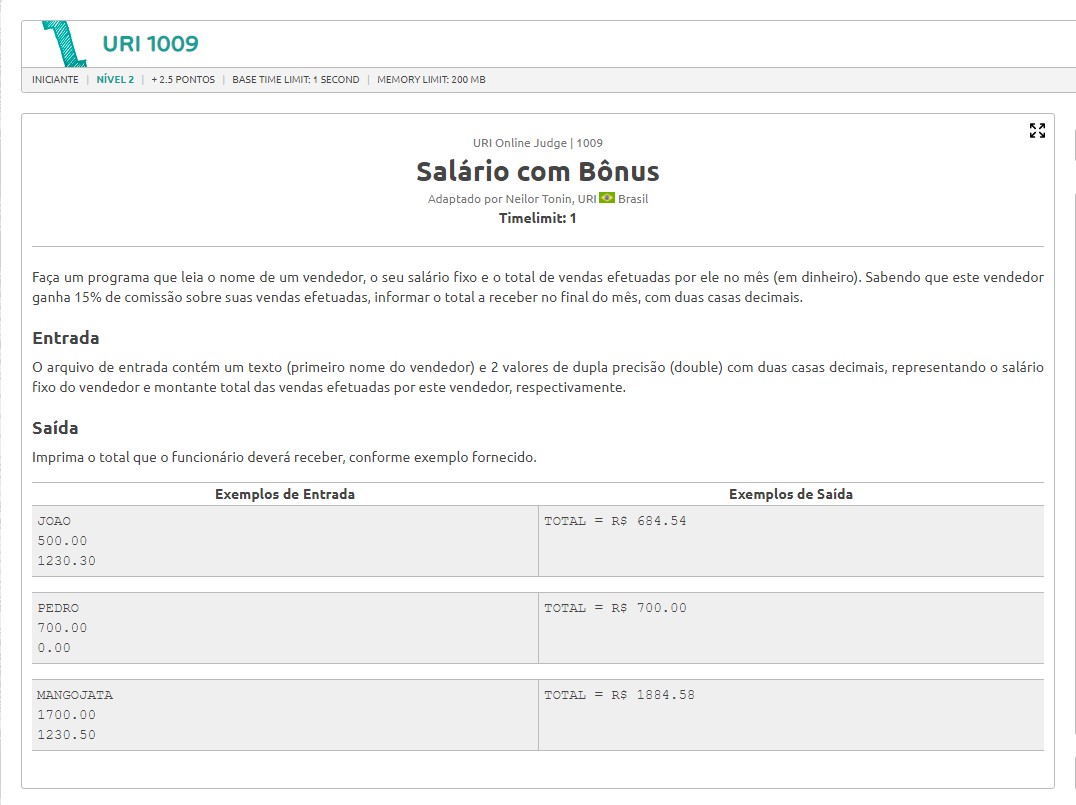 URI 1009
INICIANTE | NÍVEL 2 | + 2.5 PONTOS | BASE TIME LIMIT: 1 SECOND | MEMORY LIMIT: 200 MB
URI Online Judge | 1009
Salário com Bônus
Adaptado por Neilor Tonin, URI Brasil
Timelimit: 1
Faça um programa que leia o nome de um vendedor, o seu salário fixo e o total de vendas efetuadas por ele no mês (em dinheiro). Sabendo que este vendedor
ganha 15% de comissão sobre suas vendas efetuadas, informar o total a receber no final do mês, com duas casas decimais.
Entrada
O arquivo de entrada contém um texto (primeiro nome do vendedor) e 2 valores de dupla precisão (double) com duas casas decimais, representando o salário
fixo do vendedor e montante total das vendas efetuadas por este vendedor, respectivamente.
Saída
Imprima o total que o funcionário deverá receber, conforme exemplo fornecido.
Exemplos de Entrada Exemplos de Saída
JOAO TOTAL = R$ 684.54
500.00
1230.30
PEDRO TOTAL = R$ 700.00
700.00
0.00
MANGOJATA TOTAL = R$ 1884.58
1700.00
1230.50